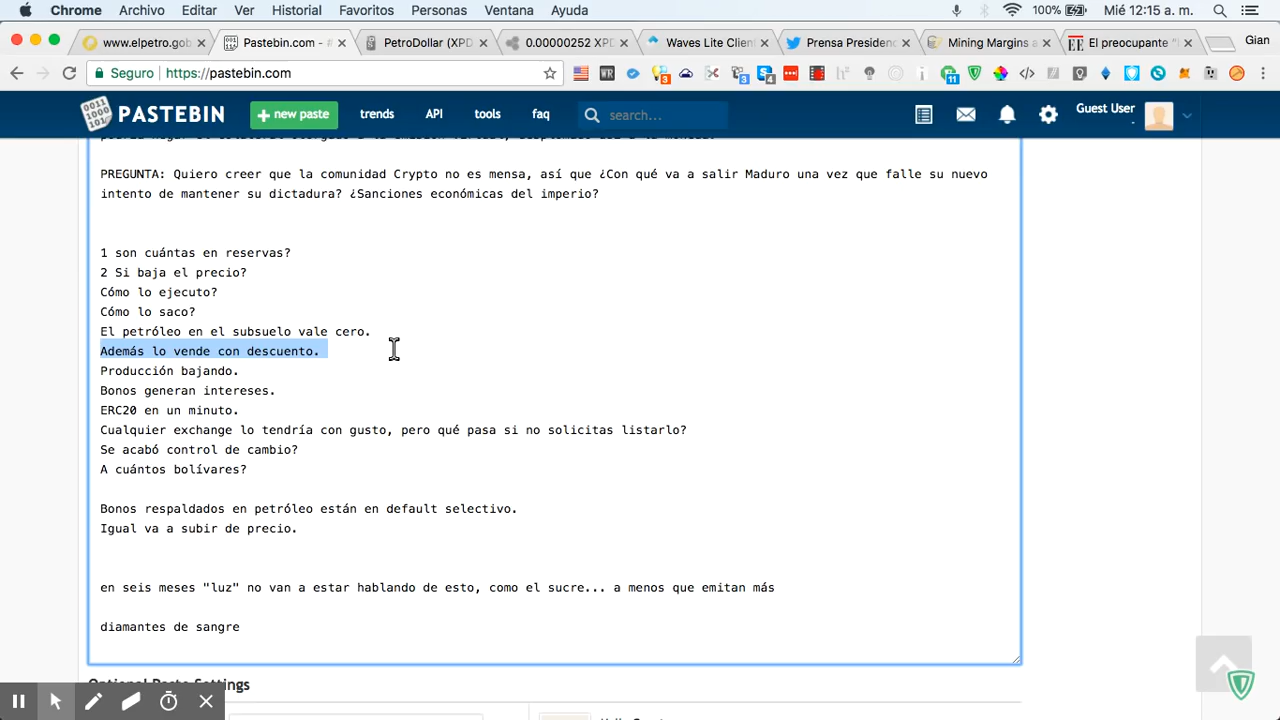 Chrome Archivo Editar Ver Historial Favoritos Personas Ventana Ayuda 100% Mié 12:15 a. m.
www.elpetro.gob Pastebin.com - # PetroDollar (XPD 0.00000252 XPD Waves Lite Clien Prensa Presiden Mining Margins a El preocupante " Gian
Seguro https://pastebin.com
PASTEBIN + new paste trends API tools faq search... Guest User
PREGUNTA: Quiero creer que la comunidad Crypto no es mensa, así que ¿Con qué va a salir Maduro una vez que falle su nuevo
intento de mantener su dictadura? ¿Sanciones económicas del imperio?
1 son cuántas en reservas?
2 Si baja el precio?
Cómo lo ejecuto?
Cómo lo saco?
El petróleo en el subsuelo vale cero.
Además lo vende con descuento.
Producción bajando.
Bonos generan intereses.
ERC20 en un minuto.
Cualquier exchange lo tendría con gusto, pero qué pasa si no solicitas listarlo?
Se acabó control de cambio?
A cuántos bolívares?
Bonos respaldados en petróleo están en default selectivo.
Igual va a subir de precio.
en seis meses "luz" no van a estar hablando de esto, como el sucre... a menos que emitan más
diamantes de sangre
Settings